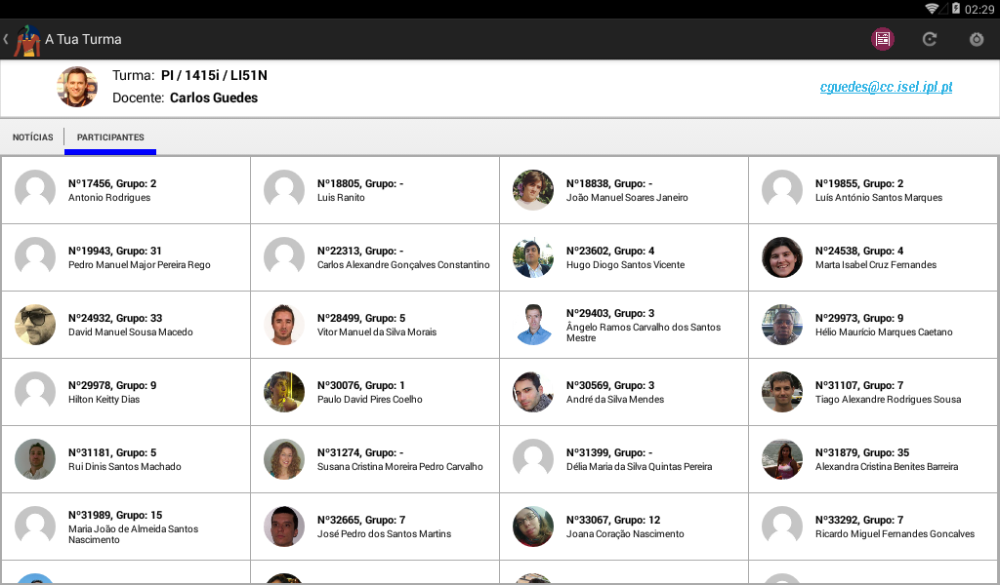 02:29
A Tua Turma
Turma: PI / 1415i / LI51N
Docente: Carlos Guedes
cguedes@cc.isel.ipl.pt
NOTÍCIAS
PARTICIPANTES
Nº17456, Grupo: 2
Antonio Rodrigues
Nº18805, Grupo: -
Luis Ranito
Nº18838, Grupo: -
João Manuel Soares Janeiro
Nº19855, Grupo: 2
Luís António Santos Marques
Nº19943, Grupo: 31
Pedro Manuel Major Pereira Rego
Nº22313, Grupo: -
Carlos Alexandre Gonçalves Constantino
Nº23602, Grupo: 4
Hugo Diogo Santos Vicente
Nº24538, Grupo: 4
Marta Isabel Cruz Fernandes
Nº24932, Grupo: 33
David Manuel Sousa Macedo
Nº28499, Grupo: 5
Vitor Manuel da Silva Morais
Nº29403, Grupo: 3
Ângelo Ramos Carvalho dos Santos
Mestre
Nº29973, Grupo: 9
Hélio Maurício Marques Caetano
Nº29978, Grupo: 9
Hilton Keitty Dias
Nº30076, Grupo: 1
Paulo David Pires Coelho
Nº30569, Grupo: 3
André da Silva Mendes
Nº31107, Grupo: 7
Tiago Alexandre Rodrigues Sousa
Nº31181, Grupo: 5
Rui Dinis Santos Machado
Nº31274, Grupo: -
Susana Cristina Moreira Pedro Carvalho
Nº31399, Grupo: -
Délia Maria da Silva Quintas Pereira
Nº31879, Grupo: 35
Alexandra Cristina Benites Barreira
Nº31989, Grupo: 15
Maria João de Almeida Santos
Nascimento
Nº32665, Grupo: 7
José Pedro dos Santos Martins
Nº33067, Grupo: 12
Joana Coração Nascimento
Nº33292, Grupo: 7
Ricardo Miguel Fernandes Goncalves